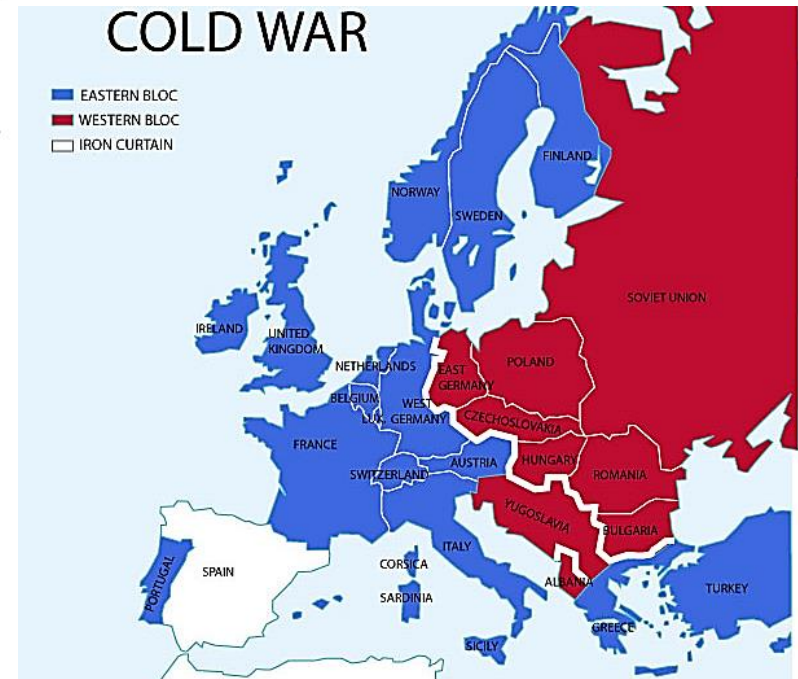 COLD WAR
EASTERN BLOC
WESTERN BLOC
IRON CURTAIN
FINLAND
NORWAY
SWEDEN
SOVIET UNION
IRELAND
UNITED
KINGDOM
NETHERLANDS
POLAND
EAST
GERMANY
BELGIUM
WEST
GERMANY
LUX.
CZECHOSLOVAKIA
FRANCE
AUSTRIA
HUNGARY
SWITZERLAND
ROMANIA
YUGOSLAVIA
BULGARIA
ITALY
CORSICA
SPAIN
PORTUGAL
ALBANIA
TURKEY
SARDINIA
GREECE
SICILY